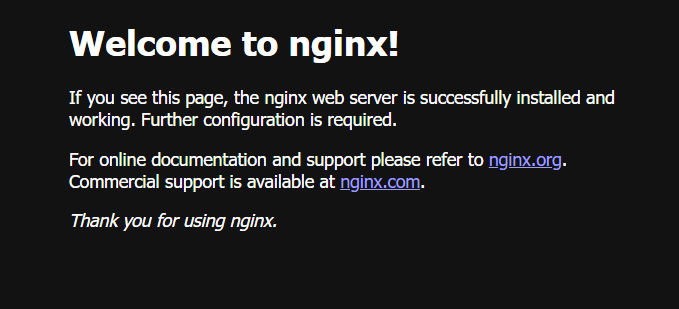 Welcome to nginx!
If you see this page, the nginx web server is successfully installed and
working. Further configuration is required.
For online documentation and support please refer to nginx.org.
Commercial support is available at nginx.com.
Thank you for using nginx.